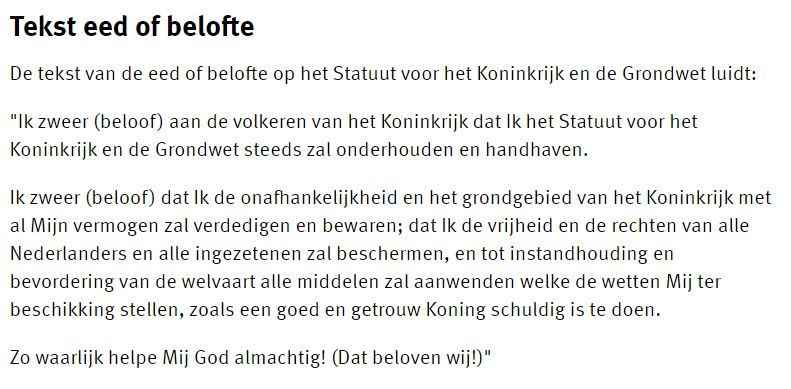 Tekst eed of belofte
De tekst van de eed of belofte op het Statuut voor het Koninkrijk en de Grondwet luidt:
"Ik zweer (beloof) aan de volkeren van het Koninkrijk dat Ik het Statuut voor het
Koninkrijk en de Grondwet steeds zal onderhouden en handhaven.
Ik zweer (beloof) dat Ik de onafhankelijkheid en het grondgebied van het Koninkrijk met
al Mijn vermogen zal verdedigen en bewaren; dat Ik de vrijheid en de rechten van alle
Nederlanders en alle ingezetenen zal beschermen, en tot instandhouding en
bevordering van de welvaart alle middelen zal aanwenden welke de wetten Mij ter
beschikking stellen, zoals een goed en getrouw Koning schuldig is te doen.
Zo waarlijk helpe Mij God almachtig! (Dat beloven wij!)"